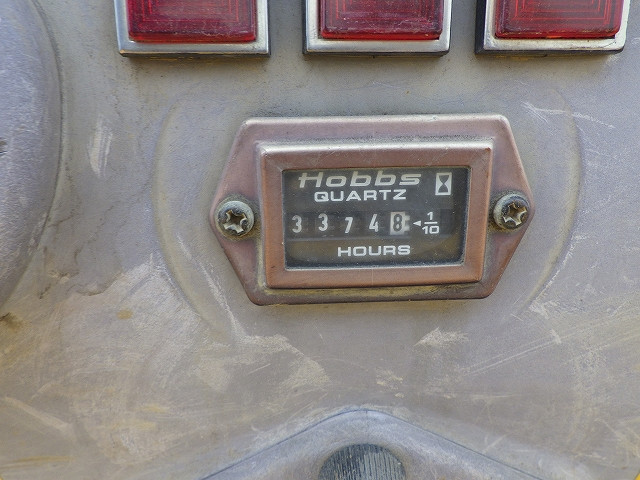 Hobbs
QUARTZ
3 3 7 4 8 ◄ 1/10
HOURS